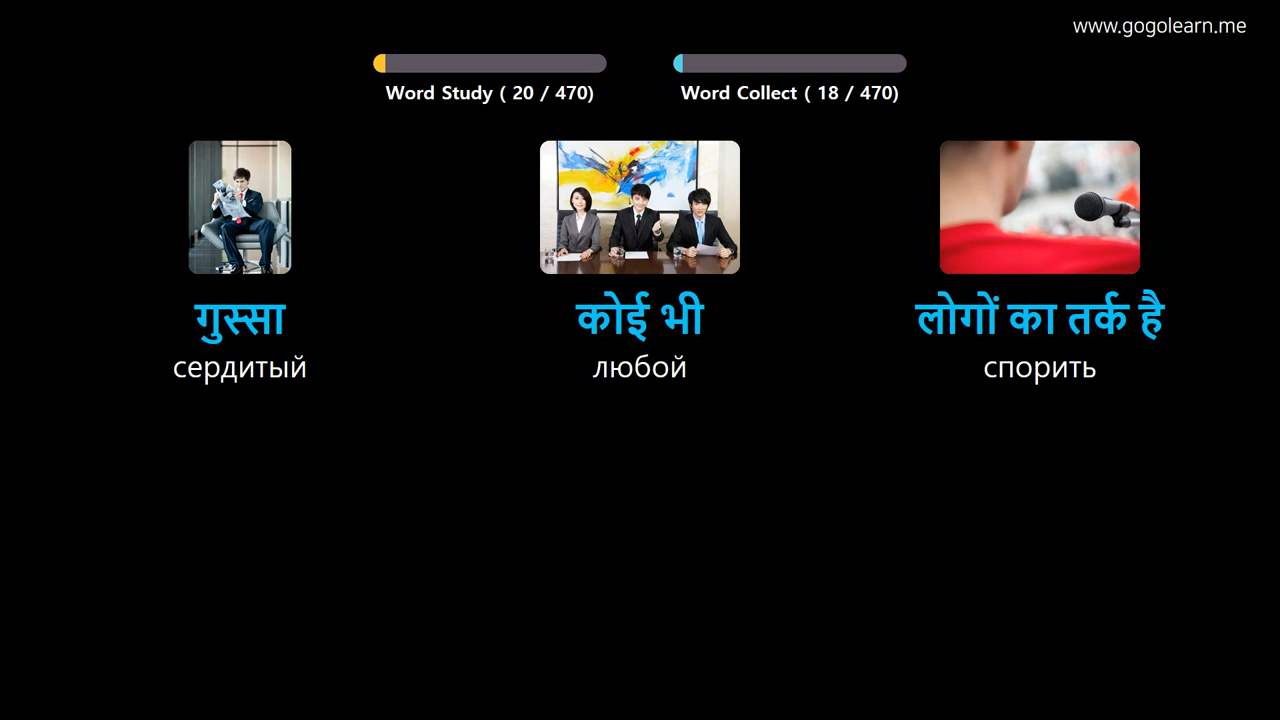 www.gogolearn.me
Word Study ( 20 / 470)
Word Collect ( 18 / 470)
गुस्सा
сердитый
कोई भी
любой
लोगों का तर्क है
спорить